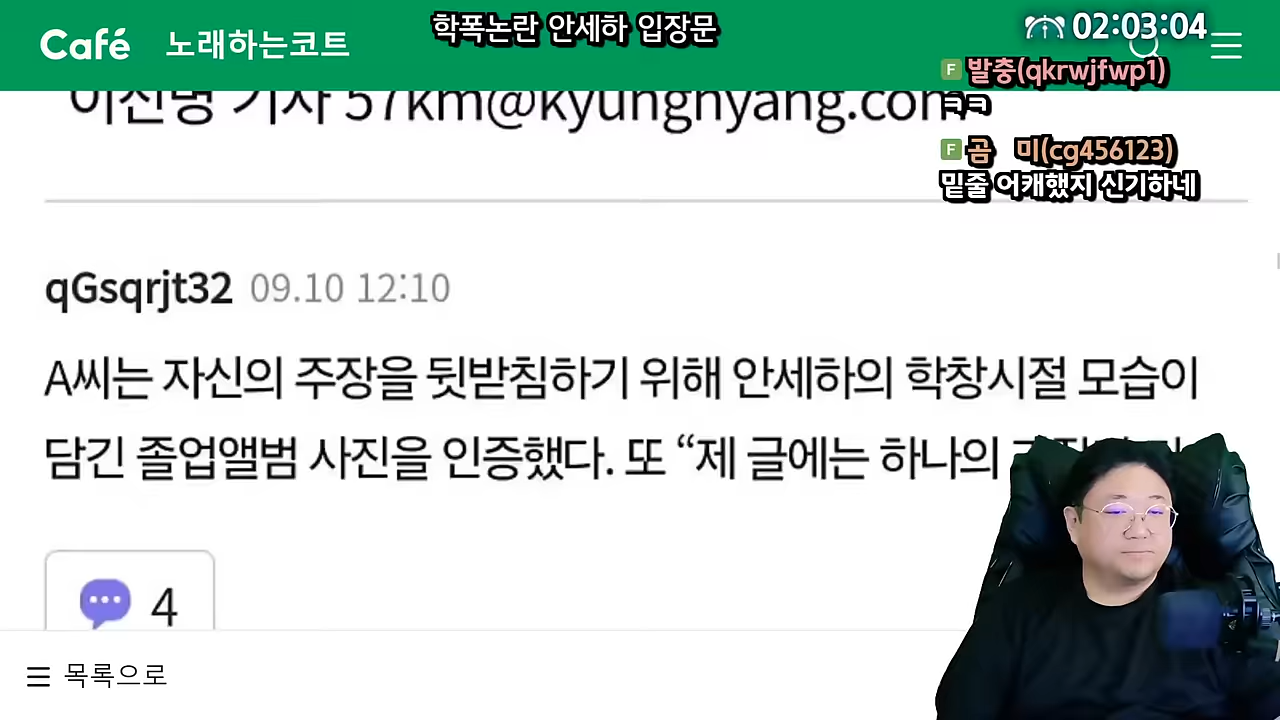 Café 노래하는코트
학폭논란 안세하 입장문
02:03:04
F 발충(qkrwjfwp1)
ㅋㅋ
F 곰 미(cg456123)
밑줄 어캐했지 신기하네
이선명 기자 57km@kyunghyang.com
qGsqrjt32 09.10 12:10
A씨는 자신의 주장을 뒷받침하기 위해 안세하의 학창시절 모습이
담긴 졸업앨범 사진을 인증했다. 또 “제 글에는 하나의
4
목록으로